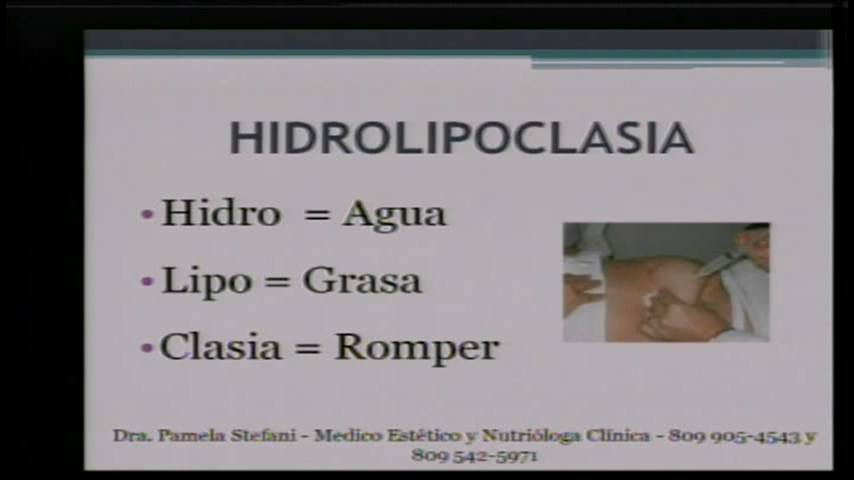 HIDROLIPOCLASIA
•Hidro = Agua
•Lipo = Grasa
•Clasia = Romper
Dra. Pamela Stefani - Medico Estético y Nutrióloga Clínica - 809 905-4543 y
809 542-5971